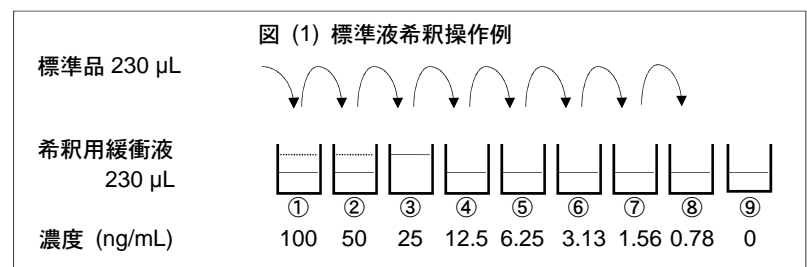 図 (1) 標準液希釈操作例
標準品 230 µL
希釈用緩衝液
230 µL
① ② ③ ④ ⑤ ⑥ ⑦ ⑧ ⑨
濃度 (ng/mL) 100 50 25 12.5 6.25 3.13 1.56 0.78 0